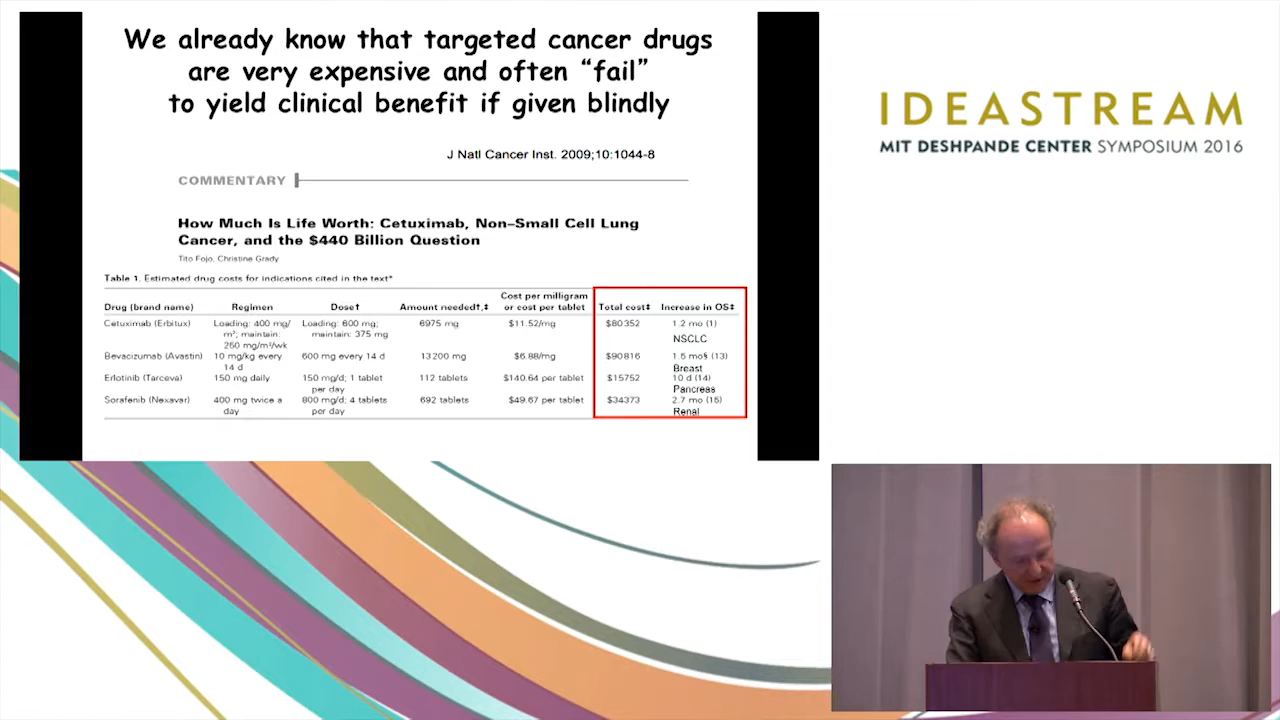 We already know that targeted cancer drugs
are very expensive and often “fail”
to yield clinical benefit if given blindly
J Natl Cancer Inst. 2009;10:1044-8
COMMENTARY
How Much Is Life Worth: Cetuximab, Non–Small Cell Lung
Cancer, and the $440 Billion Question
Tito Fojo, Christine Grady
Table 1. Estimated drug costs for indications cited in the text*
Drug (brand name) Regimen Dose† Amount needed†,‡ Cost per milligram or cost per tablet Total cost‡ Increase in OS‡
Cetuximab (Erbitux) Loading: 400 mg/ Loading: 600 mg; 6975 mg $11.52/mg $80352 1.2 mo (1)
m²; maintain: maintain: 375 mg NSCLC
250 mg/m²/wk
Bevacizumab (Avastin) 10 mg/kg every 600 mg every 14 d 13200 mg $6.88/mg $90816 1.5 mo§ (13)
14 d Breast
Erlotinib (Tarceva) 150 mg daily 150 mg/d; 1 tablet 112 tablets $140.64 per tablet $15752 10 d (14)
per day Pancreas
Sorafenib (Nexavar) 400 mg twice a 800 mg/d; 4 tablets 692 tablets $49.67 per tablet $34373 2.7 mo (15)
day per day Renal
IDEASTREAM
MIT DESHPANDE CENTER SYMPOSIUM 2016